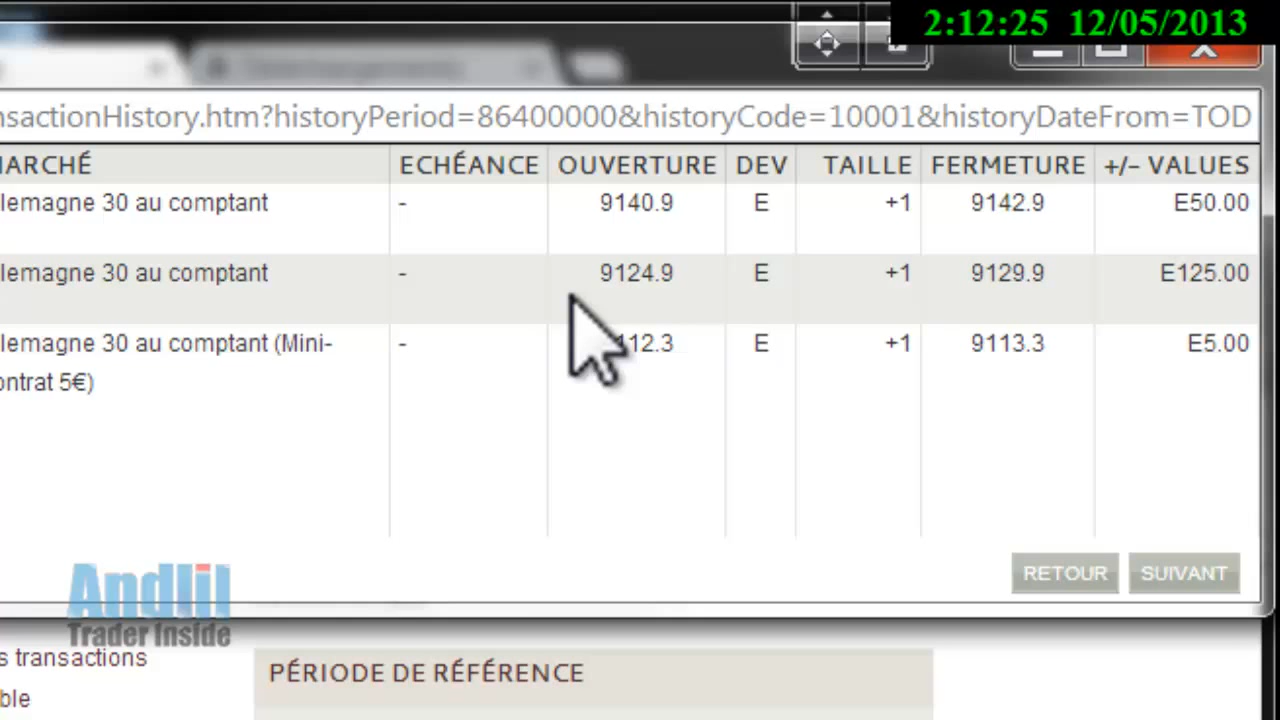 2:12:25 12/05/2013
nsactionHistory.htm?historyPeriod=86400000&historyCode=10001&historyDateFrom=TOD
ARCHÉ ECHÉANCE OUVERTURE DEV TAILLE FERMETURE +/- VALUES
lemagne 30 au comptant - 9140.9 E +1 9142.9 E50.00
lemagne 30 au comptant - 9124.9 E +1 9129.9 E125.00
lemagne 30 au comptant (Mini- - 112.3 E +1 9113.3 E5.00
ontrat 5€)
RETOUR SUIVANT
Andlil
Trader Inside
s transactions
PÉRIODE DE RÉFÉRENCE
ble